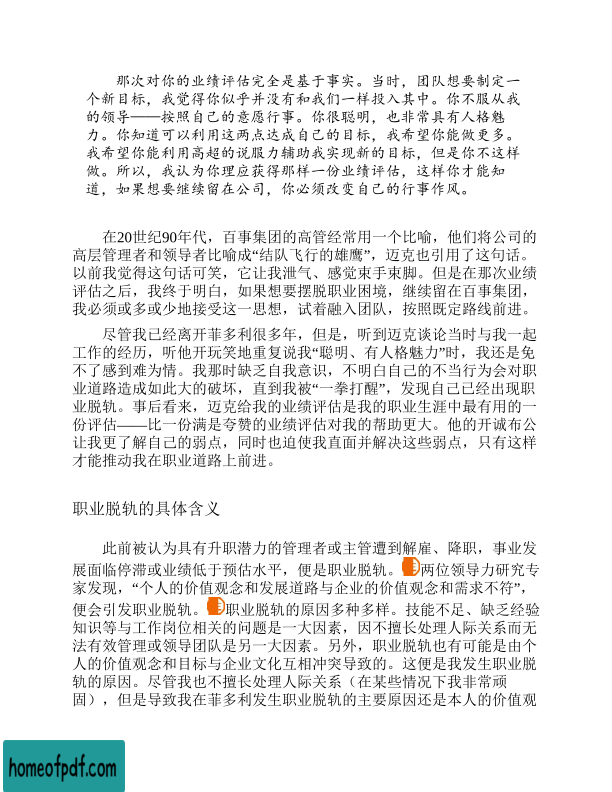 那次对你的业绩评估完全是基于事实。当时，团队想要制定一
个新目标，我觉得你似乎并没有和我们一样投入其中。你不服从我
的领导——按照自己的意愿行事。你很聪明，也非常具有人格魅
力。你知道可以利用这两点达成自己的目标，我希望你能做更多。
我希望你能利用高超的说服力辅助我实现新的目标，但是你不这样
做。所以，我认为你理应获得那样一份业绩评估，这样你才能知
道，如果想要继续留在公司，你必须改变自己的行事作风。
在20世纪90年代，百事集团的高管经常用一个比喻，他们将公司的
高层管理者和领导者比喻成“结队飞行的雄鹰”，迈克也引用了这句话。
以前我觉得这句话可笑，它让我泄气、感觉束手束脚。但是在那次业绩
评估之后，我终于明白，如果想要摆脱职业困境，继续留在百事集团，
我必须或多或少地接受这一思想，试着融入团队，按照既定路线前进。
尽管我已经离开菲多利很多年，但是，听到迈克谈论当时与我一起
工作的经历，听他开玩笑地重复说我“聪明、有人格魅力”时，我还是免
不了感到难为情。我那时缺乏自我意识，不明白自己的不当行为会对职
业道路造成如此大的破坏，直到我被“一拳打醒”，发现自己已经出现职
业脱轨。事后看来，迈克给我的业绩评估是我的职业生涯中最有用的一
份评估——比一份满是夸赞的业绩评估对我的帮助更大。他的开诚布公
让我更了解自己的弱点，同时也迫使我直面并解决这些弱点，只有这样
才能推动我在职业道路上前进。
职业脱轨的具体含义
此前被认为具有升职潜力的管理者或主管遭到解雇、降职，事业发
展面临停滞或业绩低于预估水平，便是职业脱轨。两位领导力研究专
家发现，“个人的价值观念和发展道路与企业的价值观念和需求不符”，
便会引发职业脱轨。职业脱轨的原因多种多样。技能不足、缺乏经验
知识等与工作岗位相关的问题是一大因素，因不擅长处理人际关系而无
法有效管理或领导团队是另一大因素。另外，职业脱轨也有可能是由个
人的价值观念和目标与企业文化互相冲突导致的。这便是我发生职业脱
轨的原因。尽管我也不擅长处理人际关系（在某些情况下我非常顽
固），但是导致我在菲多利发生职业脱轨的主要原因还是本人的价值观
homeofpdf.com